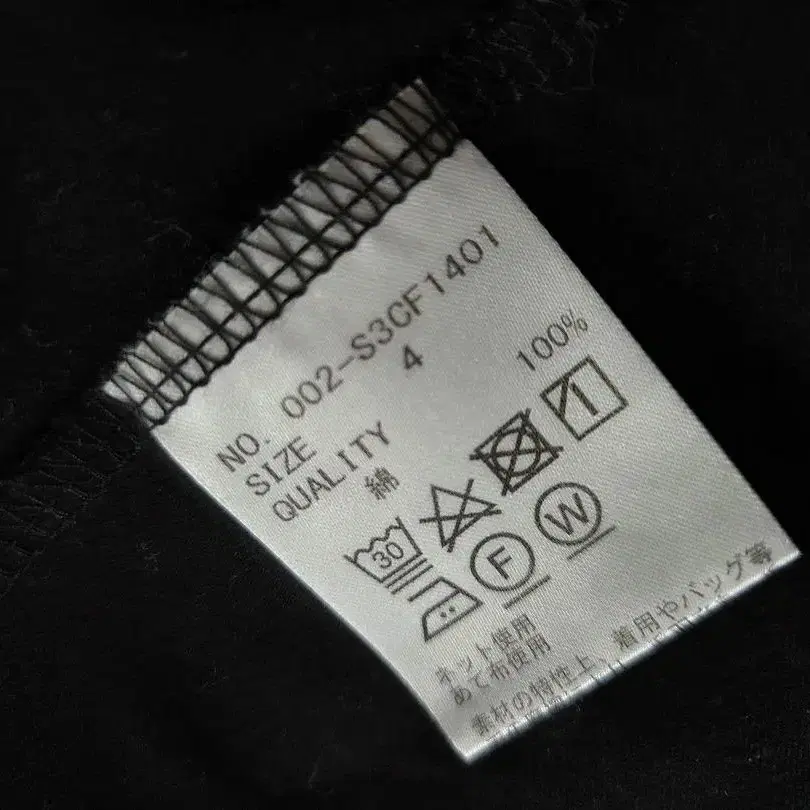 NO. 002-S3CF1401
SIZE 4
QUALITY
綿 100%
30
F W
ネット使用
あて布使用
素材の特性上、着用やバッグ等